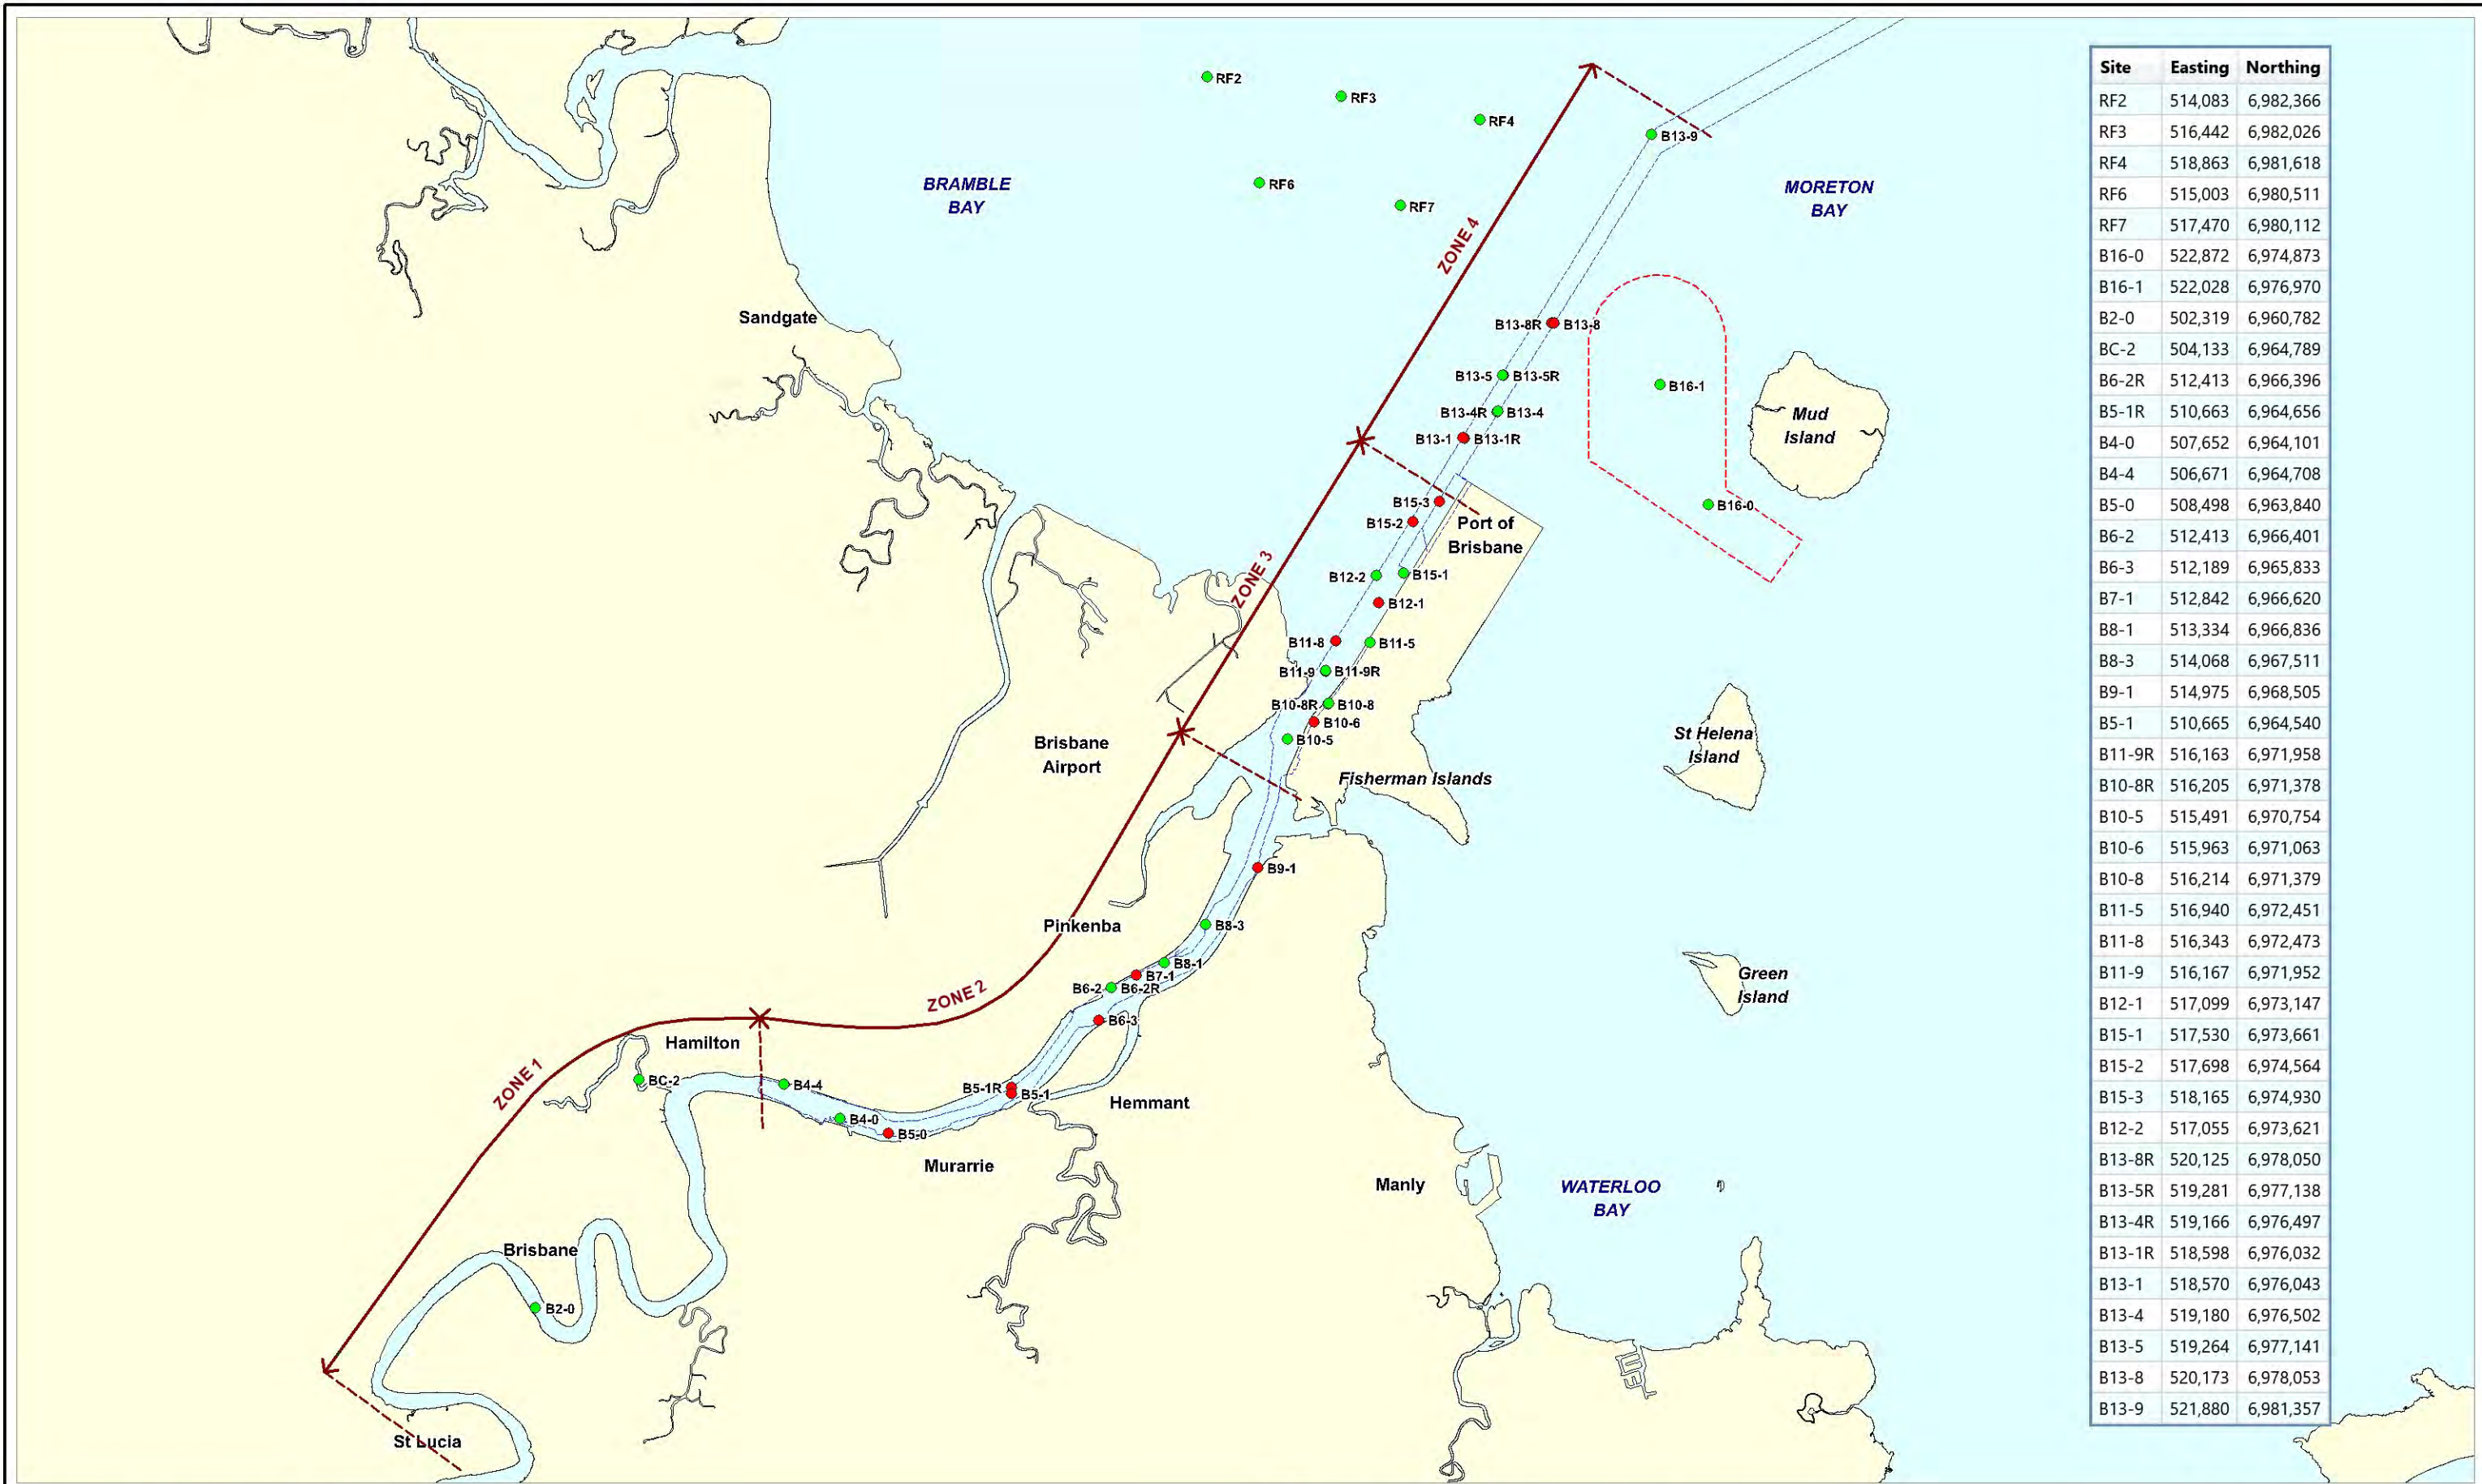 RF2
RF3
RF4
B13-9
RF6
RF7
BRAMBLE
BAY
MORETON
BAY
ZONE 4
Sandgate
B13-8R B13-8
B13-5 B13-5R
B16-1
B13-4R B13-4
Mud
Island
B13-1 B13-1R
B15-3
B16-0
B15-2
Port of
Brisbane
ZONE 3
B12-2
B15-1
B12-1
B11-8
B11-5
B11-9 B11-9R
B10-8R B10-8
B10-6
B10-5
Brisbane
Airport
St Helena
Island
Fisherman Islands
B9-1
Pinkenba
B8-3
B8-1
B7-1
B6-2 B6-2R
Green
Island
ZONE 2
B6-3
Hamilton
ZONE 1
BC-2
B4-4
B5-1R
B5-1
Hemmant
B4-0
B5-0
Murarrie
Manly
WATERLOO
BAY
Brisbane
B2-0
St Lucia
Site Easting Northing
RF2 514,083 6,982,366
RF3 516,442 6,982,026
RF4 518,863 6,981,618
RF6 515,003 6,980,511
RF7 517,470 6,980,112
B16-0 522,872 6,974,873
B16-1 522,028 6,976,970
B2-0 502,319 6,960,782
BC-2 504,133 6,964,789
B6-2R 512,413 6,966,396
B5-1R 510,663 6,964,656
B4-0 507,652 6,964,101
B4-4 506,671 6,964,708
B5-0 508,498 6,963,840
B6-2 512,413 6,966,401
B6-3 512,189 6,965,833
B7-1 512,842 6,966,620
B8-1 513,334 6,966,836
B8-3 514,068 6,967,511
B9-1 514,975 6,968,505
B5-1 510,665 6,964,540
B11-9R 516,163 6,971,958
B10-8R 516,205 6,971,378
B10-5 515,491 6,970,754
B10-6 515,963 6,971,063
B10-8 516,214 6,971,379
B11-5 516,940 6,972,451
B11-8 516,343 6,972,473
B11-9 516,167 6,971,952
B12-1 517,099 6,973,147
B15-1 517,530 6,973,661
B15-2 517,698 6,974,564
B15-3 518,165 6,974,930
B12-2 517,055 6,973,621
B13-8R 520,125 6,978,050
B13-5R 519,281 6,977,138
B13-4R 519,166 6,976,497
B13-1R 518,598 6,976,032
B13-1 518,570 6,976,043
B13-4 519,180 6,976,502
B13-5 519,264 6,977,141
B13-8 520,173 6,978,053
B13-9 521,880 6,981,357